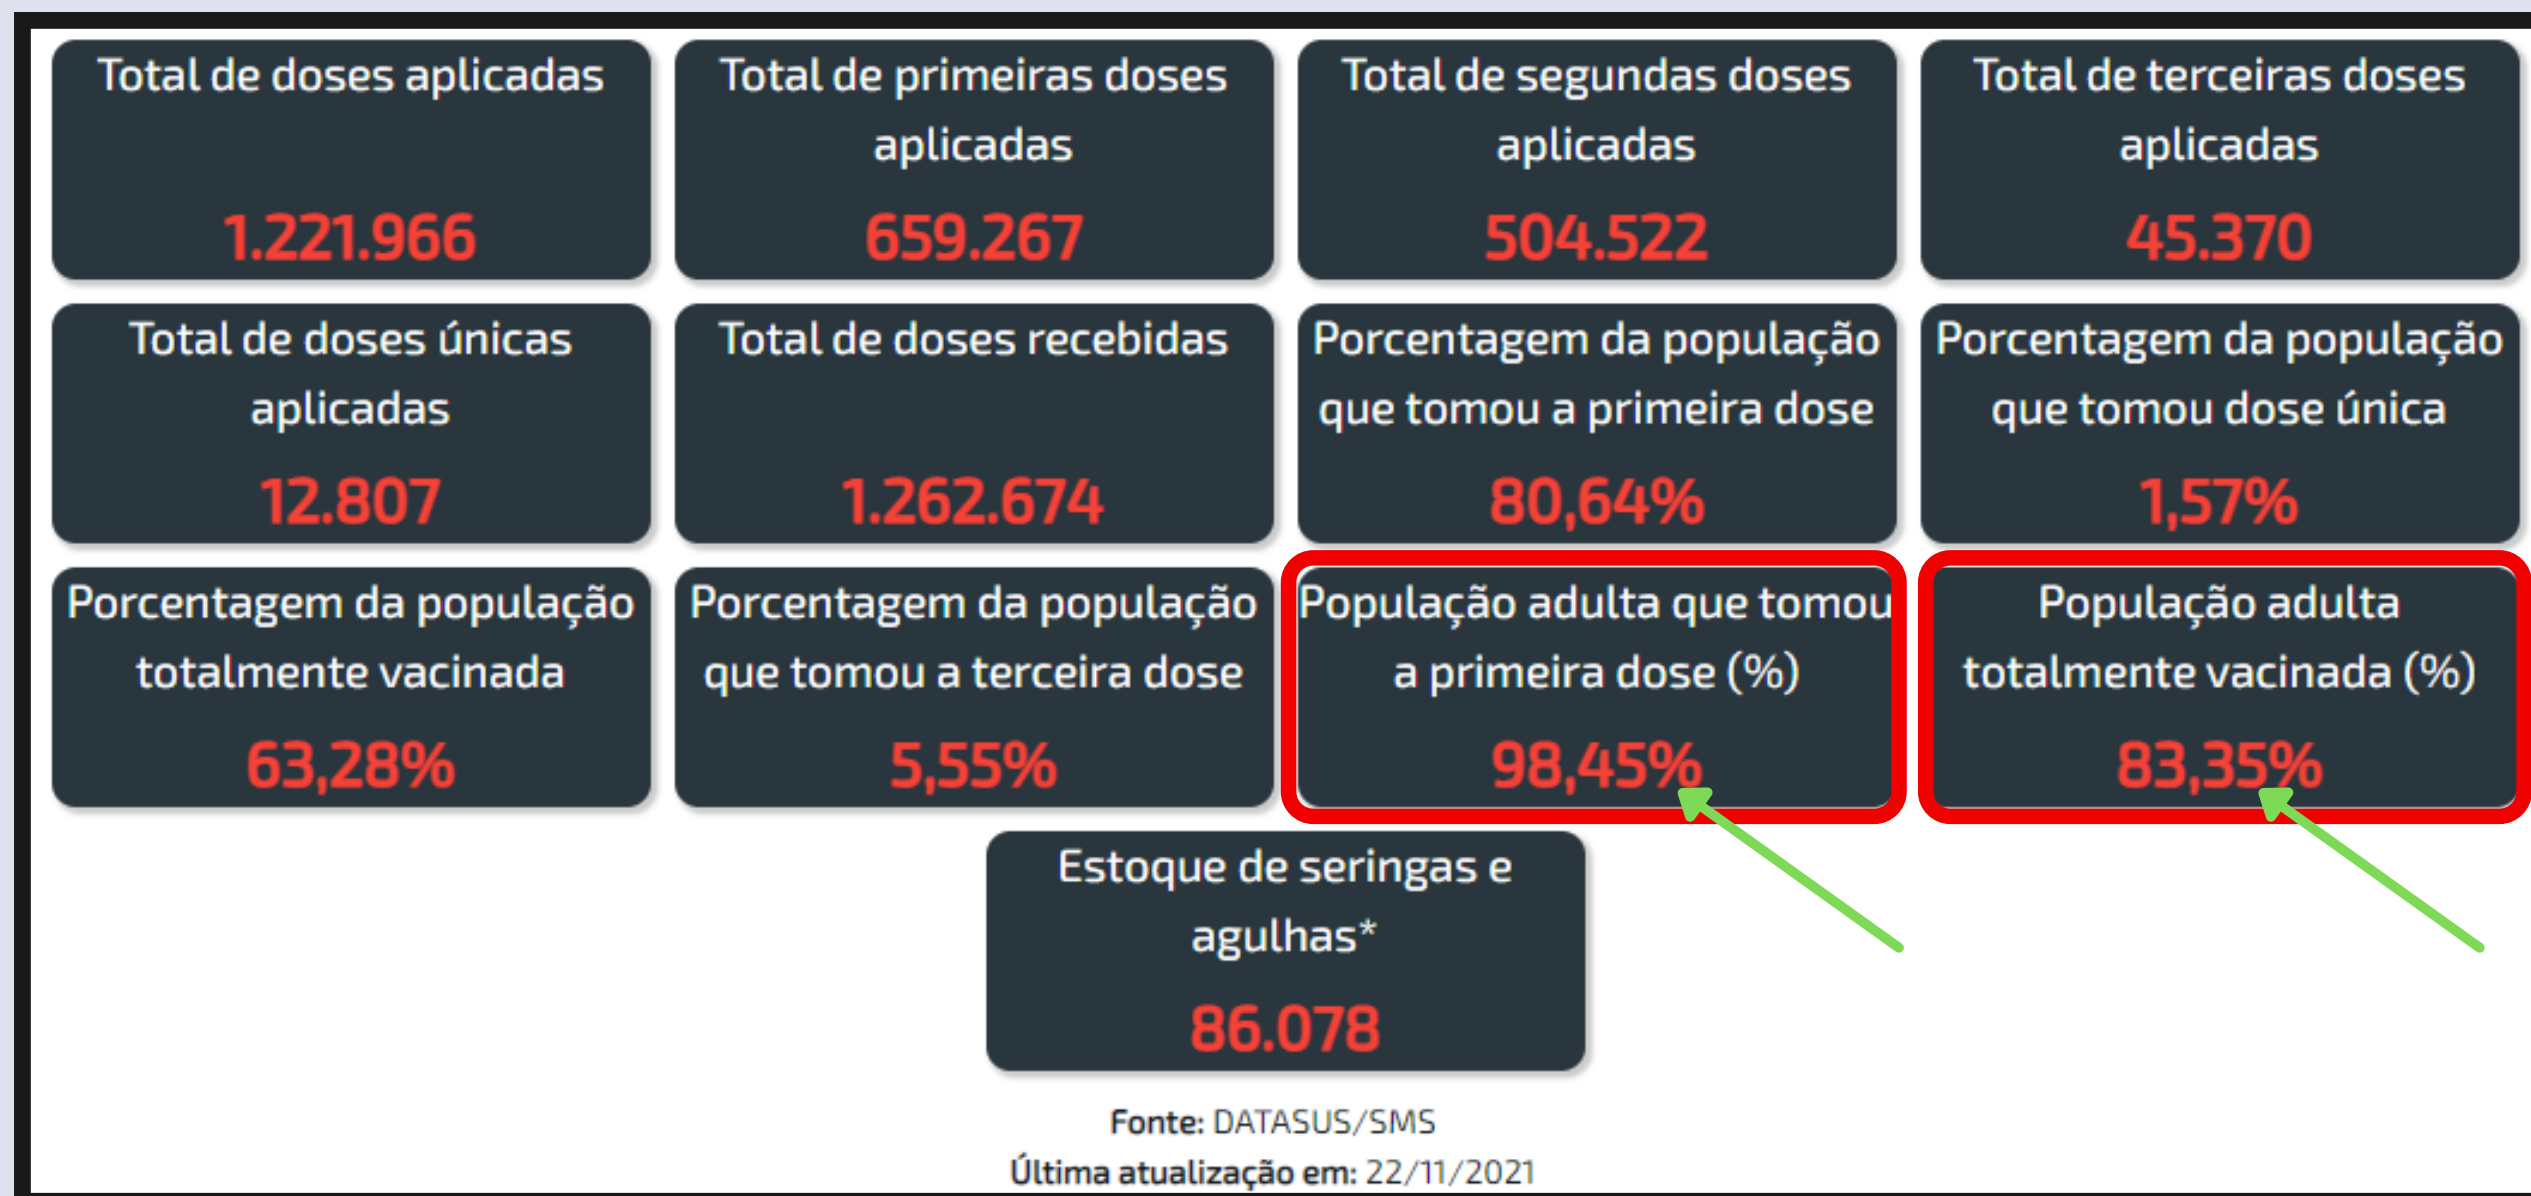 Total de doses aplicadas
1.221.966
Total de primeiras doses
aplicadas
659.267
Total de segundas doses
aplicadas
504.522
Total de terceiras doses
aplicadas
45.370
Total de doses únicas
aplicadas
12.807
Total de doses recebidas
1.262.674
Porcentagem da população
que tomou a primeira dose
80,64%
Porcentagem da população
que tomou dose única
1,57%
Porcentagem da população
totalmente vacinada
63,28%
Porcentagem da população
que tomou a terceira dose
5,55%
População adulta que tomou
a primeira dose (%)
98,45%
População adulta
totalmente vacinada (%)
83,35%
Estoque de seringas e
agulhas*
86.078
Fonte: DATASUS/SMS
Última atualização em: 22/11/2021